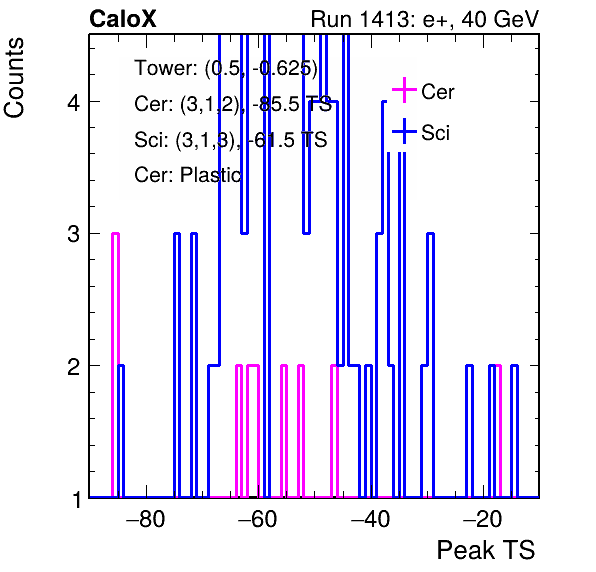 CaloX Run 1413: e+, 40 GeV
Counts
Tower: (0.5, -0.625)
Cer: (3,1,2), -85.5 TS
Sci: (3,1,3), -61.5 TS
Cer: Plastic
Cer
Sci
4
3
2
1
−80 −60 −40 −20
Peak TS